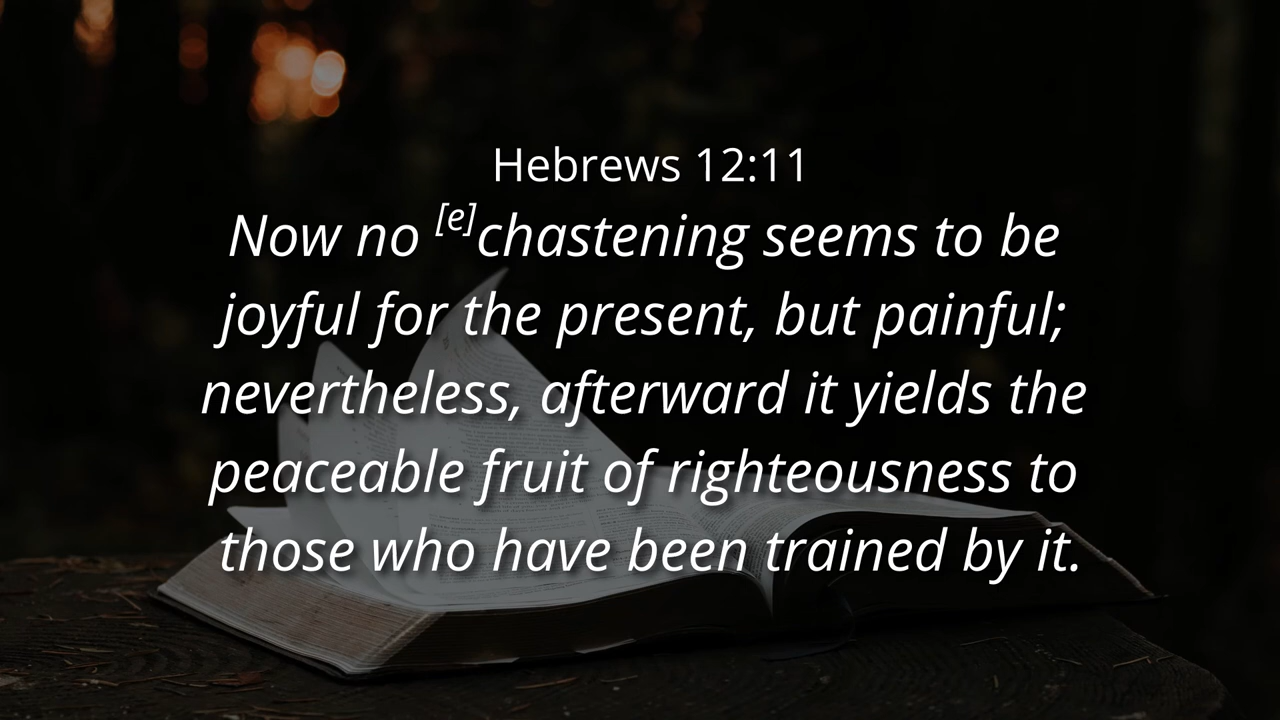 Hebrews 12:11
Now no [e]chastening seems to be
joyful for the present, but painful;
nevertheless, afterward it yields the
peaceable fruit of righteousness to
those who have been trained by it.